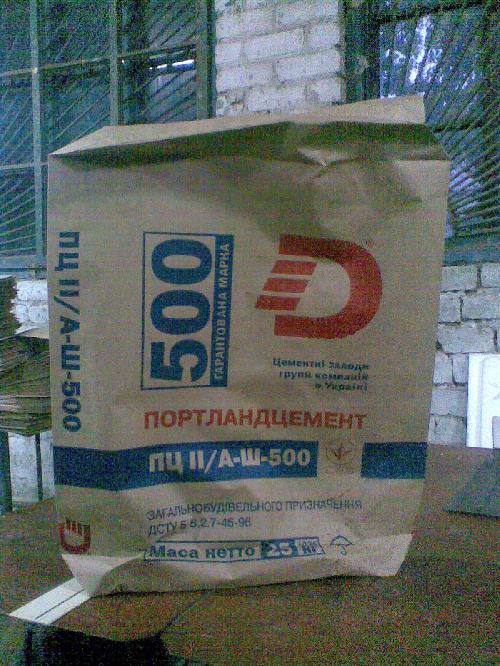 ПЦ II/А-Ш-500
500
ГАРАНТОВАНА МАРКА
Цементні заводи
групи компаній
в Україні
ПОРТЛАНДЦЕМЕНТ
ПЦ II/А-Ш-500
ЗАГАЛЬНОБУДІВЕЛЬНОГО ПРИЗНАЧЕННЯ
ДСТУ Б В.2.7-46-96
Маса нетто 25 кг